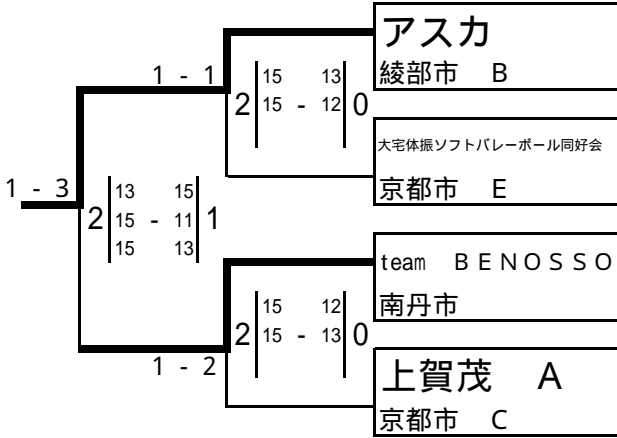 アスカ
綾部市　B
1 - 1
2 15 13 0
15 - 12
大宅体振ソフトバレーボール同好会
京都市　E
1 - 3
2 13 15 1
15 - 11
15 13
team　ＢＥＮＯＳＳＯ
南丹市
2 15 12 0
15 - 13
1 - 2
上賀茂　A
京都市　C